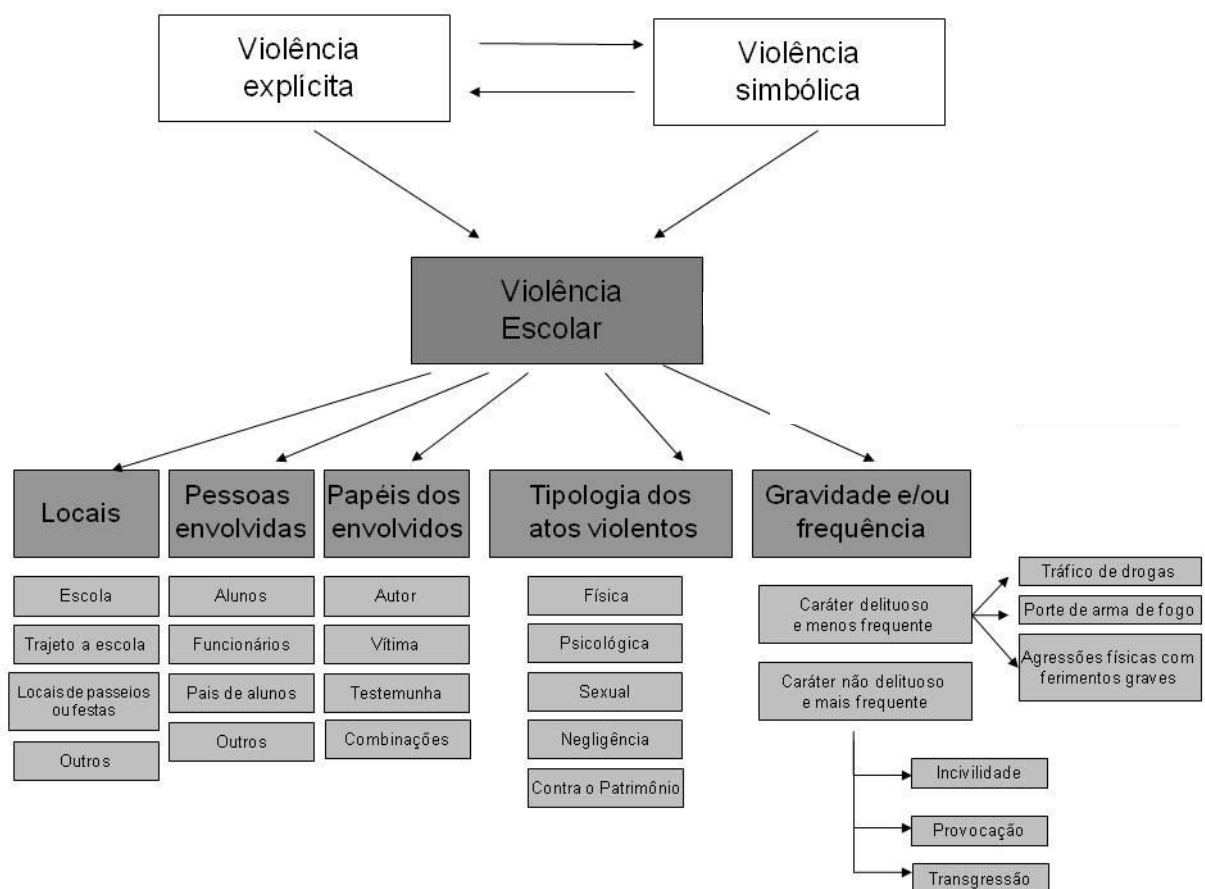 Violência
explícita
Violência
simbólica
Violência
Escolar
Locais
Pessoas
envolvidas
Papéis dos
envolvidos
Tipologia dos
atos violentos
Gravidade e/ou
frequência
Escola
Trajeto a escola
Locais de passeios
ou festas
Outros
Alunos
Funcionários
Pais de alunos
Outros
Autor
Vítima
Testemunha
Combinações
Física
Psicológica
Sexual
Negligência
Contra o Patrimônio
Caráter delituoso
e menos frequente
Tráfico de drogas
Porte de arma de fogo
Agressões físicas com
ferimentos graves
Caráter não delituoso
e mais frequente
Incivilidade
Provocação
Transgressão